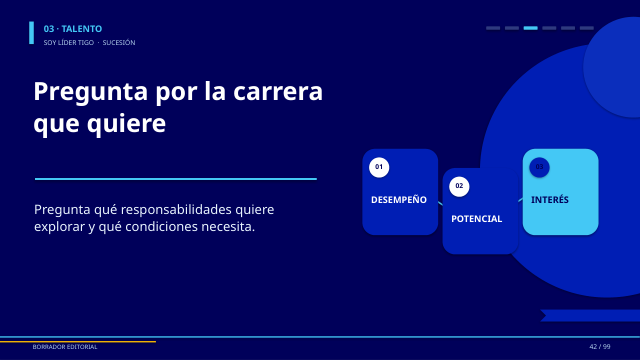 03 · TALENTO
SOY LÍDER TIGO · SUCESIÓN
Pregunta por la carrera
que quiere
Pregunta qué responsabilidades quiere
explorar y qué condiciones necesita.
01
DESEMPEÑO
02
POTENCIAL
03
INTERÉS
BORRADOR EDITORIAL
42 / 99